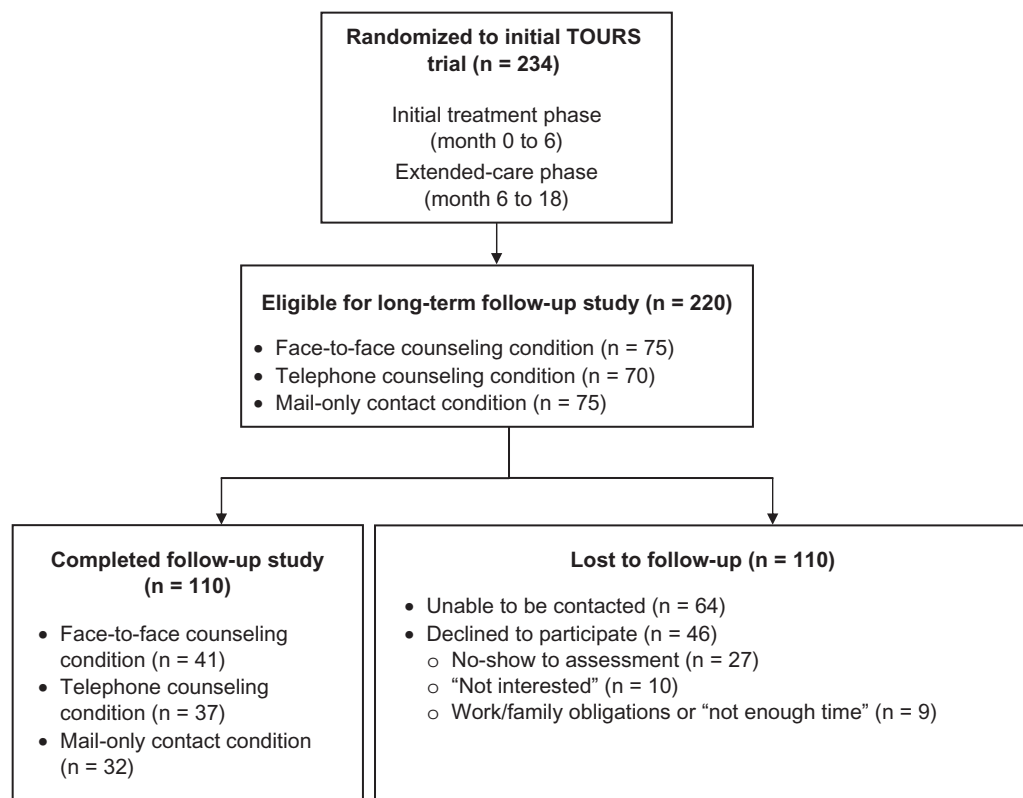 Randomized to initial TOURS
trial (n = 234)
Initial treatment phase
(month 0 to 6)
Extended-care phase
(month 6 to 18)
Eligible for long-term follow-up study (n = 220)
• Face-to-face counseling condition (n = 75)
• Telephone counseling condition (n = 70)
• Mail-only contact condition (n = 75)
Completed follow-up study
(n = 110)
• Face-to-face counseling
condition (n = 41)
• Telephone counseling
condition (n = 37)
• Mail-only contact condition
(n = 32)
Lost to follow-up (n = 110)
• Unable to be contacted (n = 64)
• Declined to participate (n = 46)
o No-show to assessment (n = 27)
o “Not interested” (n = 10)
o Work/family obligations or “not enough time” (n = 9)